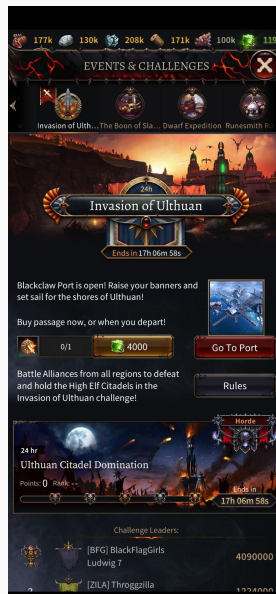 177k 130k 208k 171k 100k 119
EVENTS & CHALLENGES
Invasion of Ulth... The Boon of Sla... Dwarf Expedition Runesmith R
24h
Invasion of Ulthuan
Ends in 17h 06m 58s
Blackclaw Port is open! Raise your banners and
set sail for the shores of Ulthuan!
Buy passage now, or when you depart!
0/1 4000 Go To Port
Battle Alliances from all regions to defeat
and hold the High Elf Citadels in the
Invasion of Ulthuan challenge!
Rules
Horde
24 hr
Ulthuan Citadel Domination
Points: 0 Rank: --
Ends in
17h 06m 58s
Challenge Leaders:
[BFG] BlackFlagGirls
Ludwig 7
4090000
2 [ZILA] Throggzilla 1224000